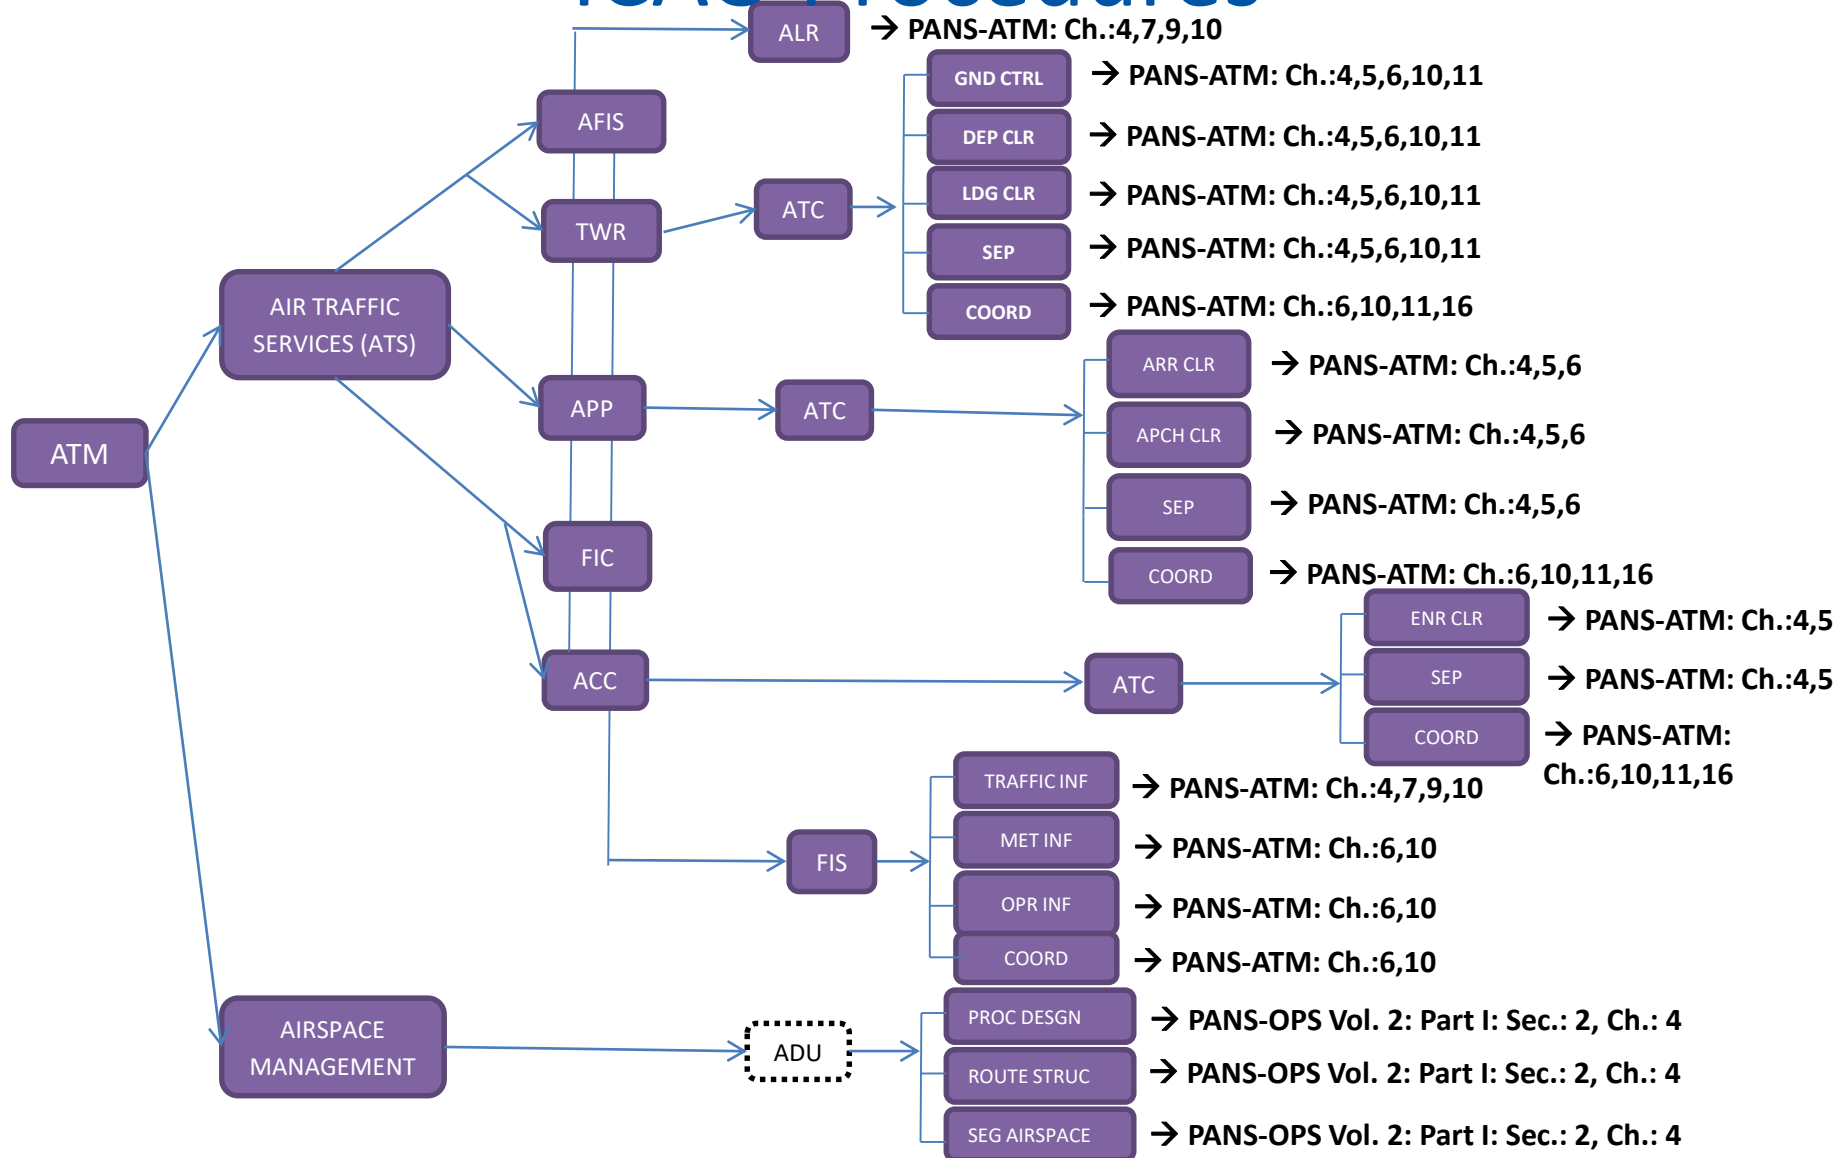 ICAO Procedures
ALR → PANS-ATM: Ch.:4,7,9,10
GND CTRL → PANS-ATM: Ch.:4,5,6,10,11
AFIS
DEP CLR → PANS-ATM: Ch.:4,5,6,10,11
LDG CLR → PANS-ATM: Ch.:4,5,6,10,11
TWR
ATC
SEP → PANS-ATM: Ch.:4,5,6,10,11
COORD → PANS-ATM: Ch.:6,10,11,16
AIR TRAFFIC
SERVICES (ATS)
ARR CLR → PANS-ATM: Ch.:4,5,6
APP
ATC
APCH CLR → PANS-ATM: Ch.:4,5,6
ATM
SEP → PANS-ATM: Ch.:4,5,6
FIC
COORD → PANS-ATM: Ch.:6,10,11,16
ENR CLR → PANS-ATM: Ch.:4,5
ACC
ATC
SEP → PANS-ATM: Ch.:4,5
COORD → PANS-ATM:
Ch.:6,10,11,16
TRAFFIC INF → PANS-ATM: Ch.:4,7,9,10
MET INF → PANS-ATM: Ch.:6,10
FIS
OPR INF → PANS-ATM: Ch.:6,10
COORD → PANS-ATM: Ch.:6,10
PROC DESGN → PANS-OPS Vol. 2: Part I: Sec.: 2, Ch.: 4
AIRSPACE
MANAGEMENT
ADU
ROUTE STRUC → PANS-OPS Vol. 2: Part I: Sec.: 2, Ch.: 4
SEG AIRSPACE → PANS-OPS Vol. 2: Part I: Sec.: 2, Ch.: 4